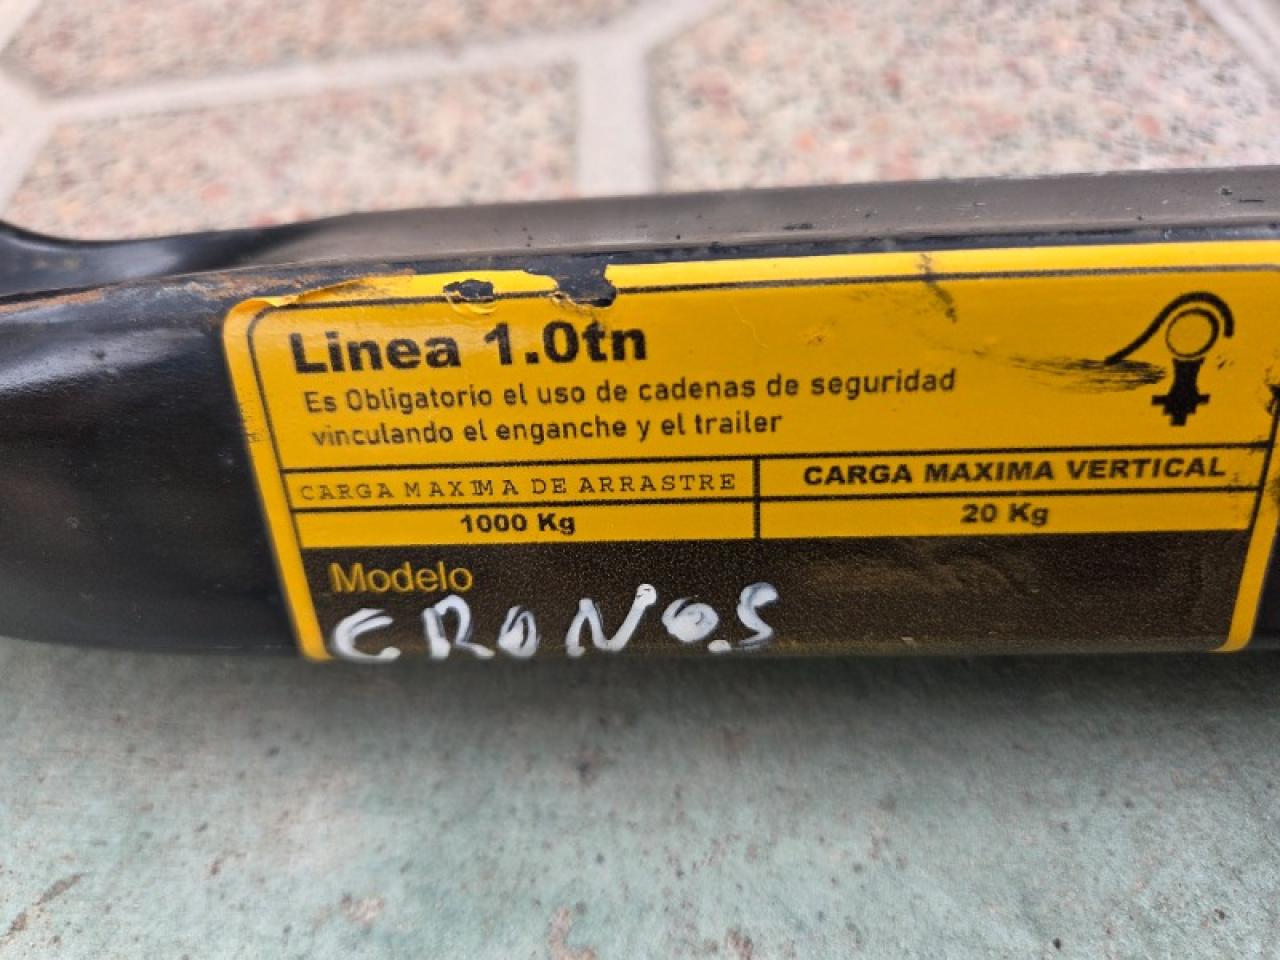 Linea 1.0tn
Es Obligatorio el uso de cadenas de seguridad
vinculando el enganche y el trailer
CARGA MAXIMA DE ARRASTRE
CARGA MAXIMA VERTICAL
1000 Kg
20 Kg
Modelo
CRONOS